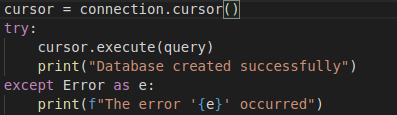 cursor = connection.cursor()
try:
    cursor.execute(query)
    print("Database created successfully")
except Error as e:
    print(f"The error '{e}' occurred")